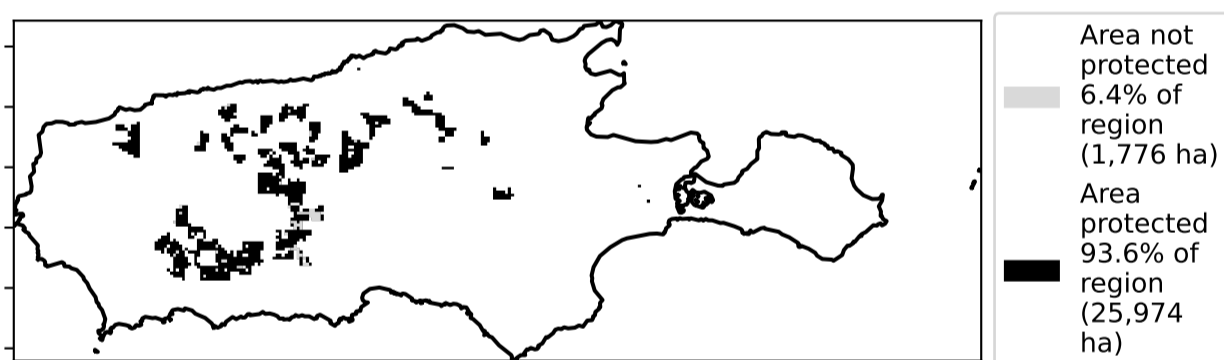 Area not
protected
6.4% of
region
(1,776 ha)
Area
protected
93.6% of
region
(25,974
ha)